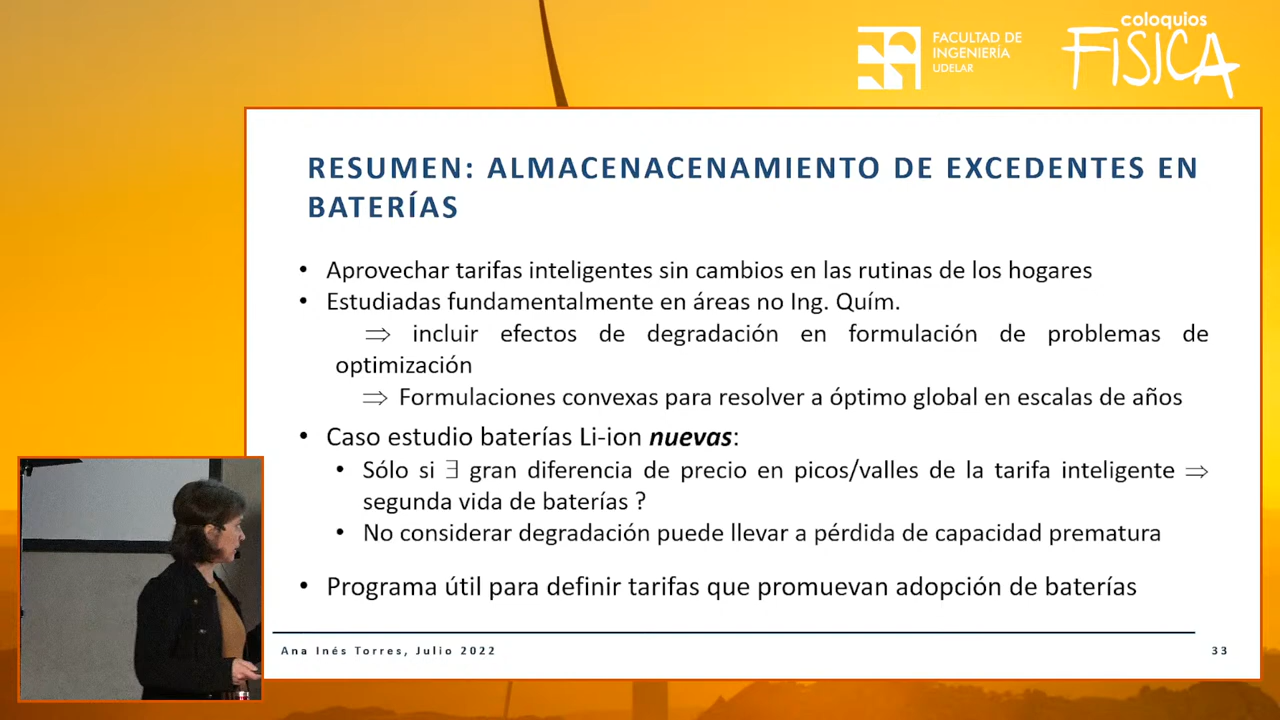 FACULTAD DE
INGENIERÍA
UDELAR
coloquios
FISICA
RESUMEN: ALMACENACENAMIENTO DE EXCEDENTES EN
BATERÍAS
• Aprovechar tarifas inteligentes sin cambios en las rutinas de los hogares
• Estudiadas fundamentalmente en áreas no Ing. Quím.
⇒ incluir efectos de degradación en formulación de problemas de
optimización
⇒ Formulaciones convexas para resolver a óptimo global en escalas de años
• Caso estudio baterías Li-ion nuevas:
• Sólo si ∃ gran diferencia de precio en picos/valles de la tarifa inteligente ⇒
segunda vida de baterías ?
• No considerar degradación puede llevar a pérdida de capacidad prematura
• Programa útil para definir tarifas que promuevan adopción de baterías
Ana Inés Torres, Julio 2022
33